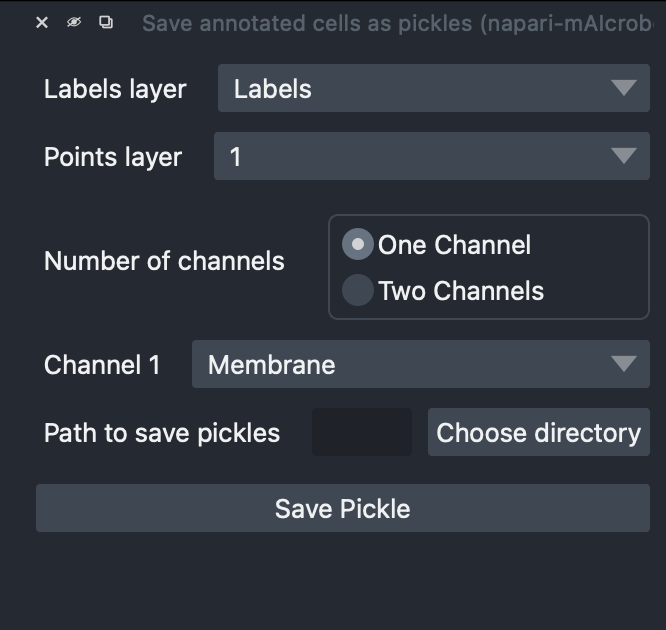 Save annotated cells as pickles (napari-mAIcrob
Labels layer Labels
Points layer 1
Number of channels
One Channel
Two Channels
Channel 1 Membrane
Path to save pickles Choose directory
Save Pickle